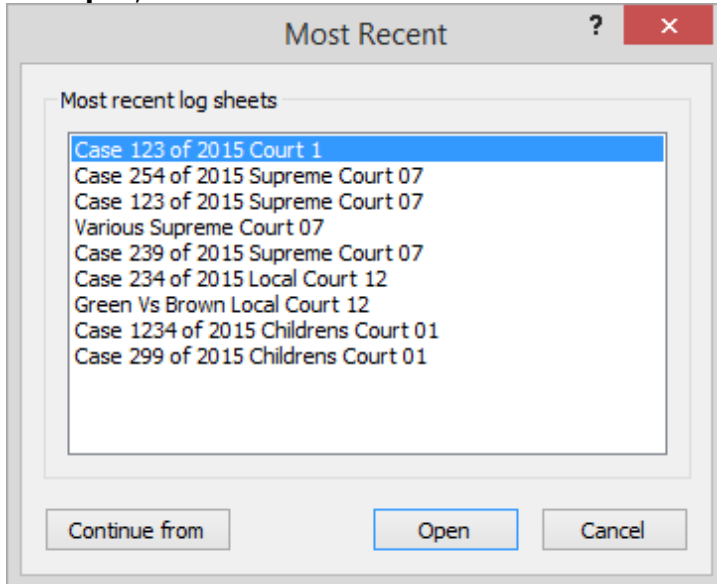 Most Recent ? ×
Most recent log sheets
Case 123 of 2015 Court 1
Case 254 of 2015 Supreme Court 07
Case 123 of 2015 Supreme Court 07
Various Supreme Court 07
Case 239 of 2015 Supreme Court 07
Case 234 of 2015 Local Court 12
Green Vs Brown Local Court 12
Case 1234 of 2015 Childrens Court 01
Case 299 of 2015 Childrens Court 01
Continue from Open Cancel